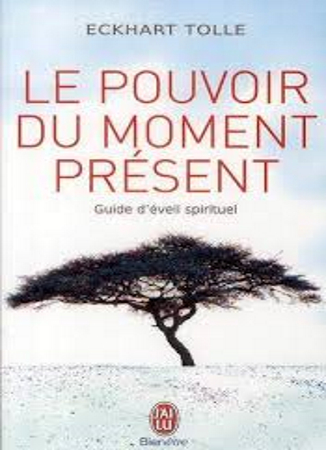 ECKHART TOLLE
LE POUVOIR
DU MOMENT
PRÉSENT
Guide d'éveil spirituel
J'AI
LU
Bien-être